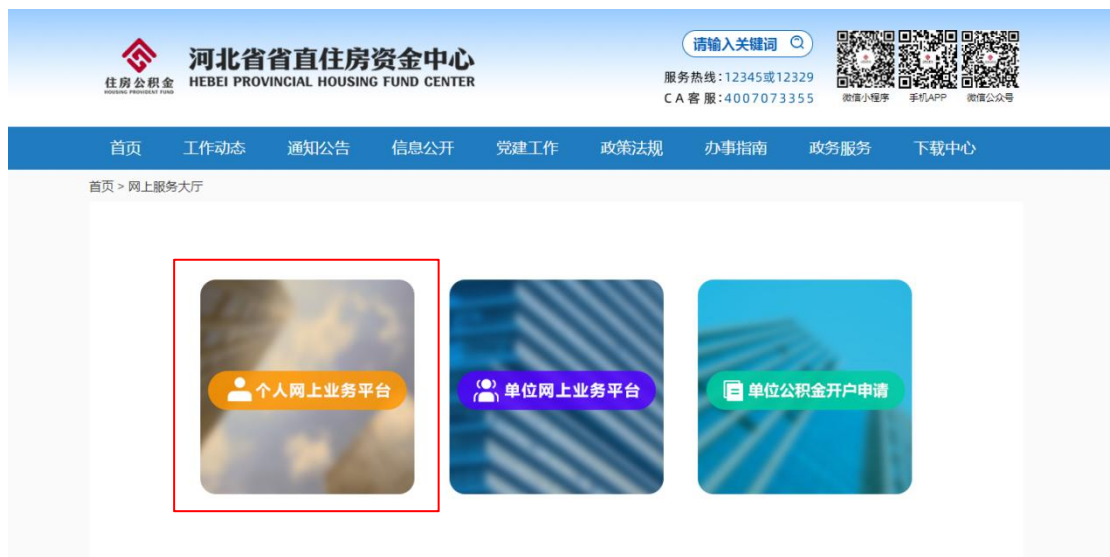 住房公积金
HOUSING PROVIDENT FUND
河北省省直住房资金中心
HEBEI PROVINCIAL HOUSING FUND CENTER
请输入关键词
服务热线:12345或12329
CA客服:4007073355
微信小程序 手机APP 微信公众号
首页 工作动态 通知公告 信息公开 党建工作 政策法规 办事指南 政务服务 下载中心
首页 > 网上服务大厅
个人网上业务平台 单位网上业务平台 单位公积金开户申请